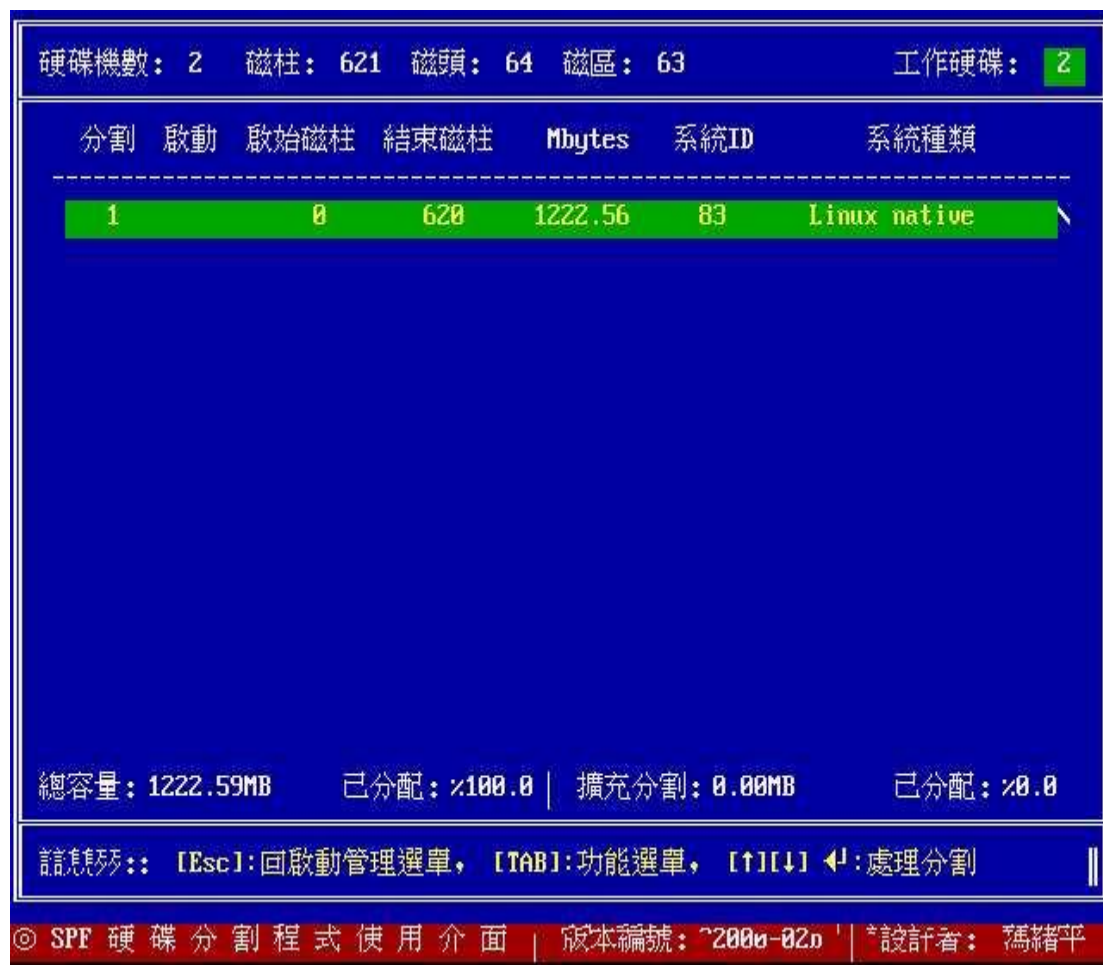 硬碟機數: 2 磁柱: 621 磁頭: 64 磁區: 63 工作硬碟: 2
分割 啟動 啟始磁柱 結束磁柱 Mbytes 系統ID 系統種類
1 0 620 1222.56 83 Linux native
總容量: 1222.59MB 已分配: %100.0 | 擴充分割: 0.00MB 已分配: %0.0
[Esc]:回啟動管理選單, [TAB]:功能選單, [↑][↓] ↵:處理分割
◎ SPF 硬 碟 分 割 程 式 使 用 介 面 | 版本編號: | 設計者: